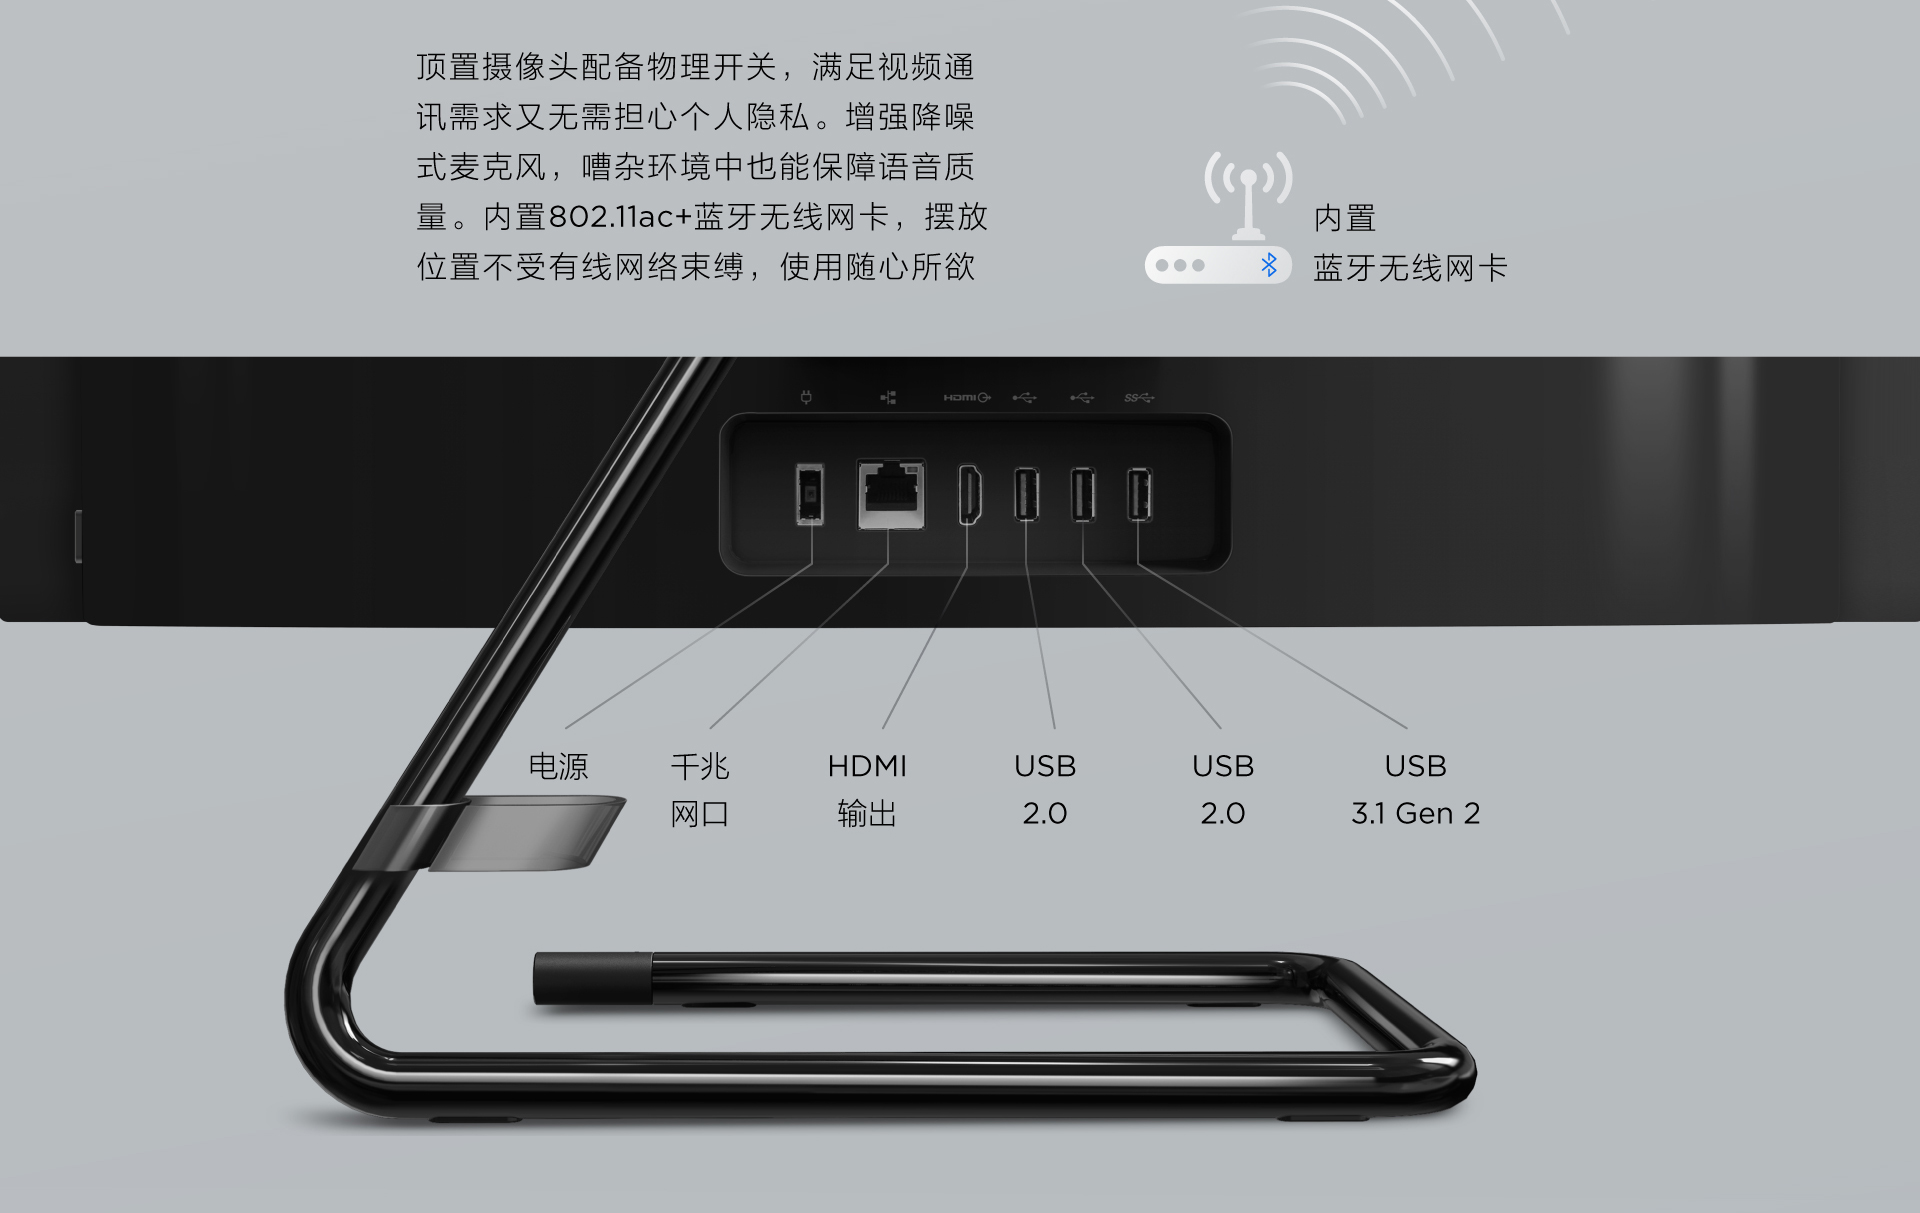 顶置摄像头配备物理开关，满足视频通
讯需求又无需担心个人隐私。增强降噪
式麦克风，嘈杂环境中也能保障语音质
量。内置802.11ac+蓝牙无线网卡，摆放
位置不受有线网络束缚，使用随心所欲
内置
蓝牙无线网卡
HDMI
SS
电源
千兆
网口
HDMI
输出
USB
2.0
USB
2.0
USB
3.1 Gen 2